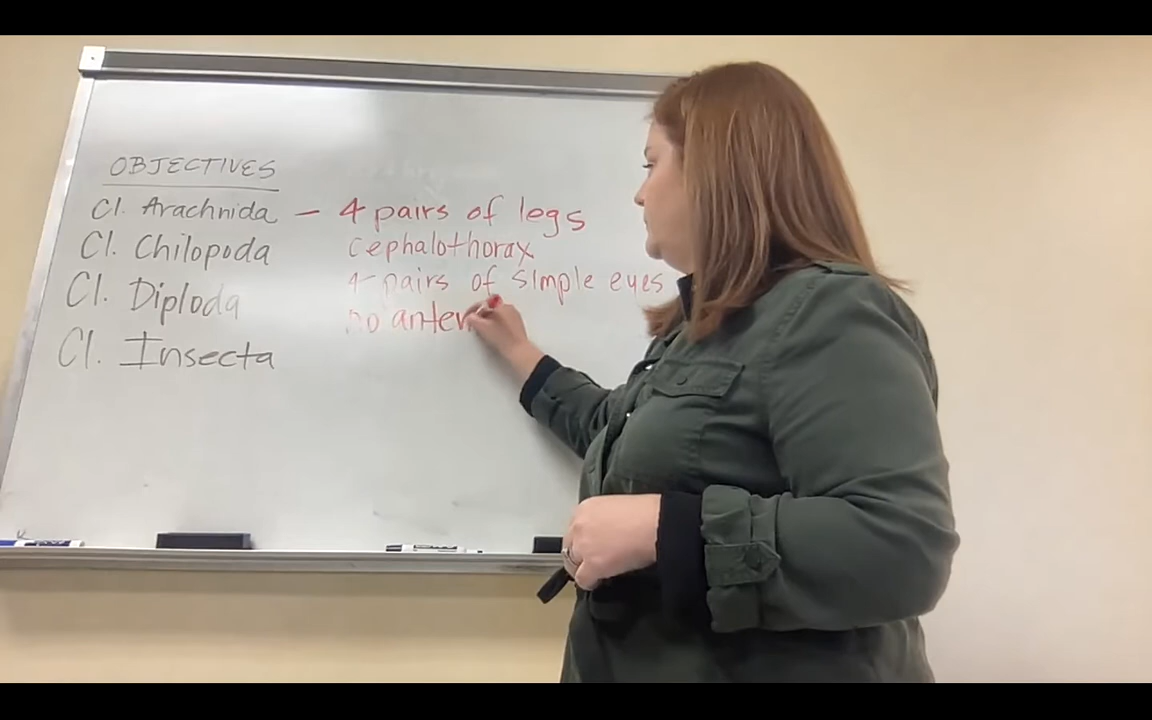 OBJECTIVES
Cl. Arachnida – 4 pairs of legs
cephalothorax
4 pairs of simple eyes
Cl. Chilopoda
Cl. Diploda
no anten
Cl. Insecta